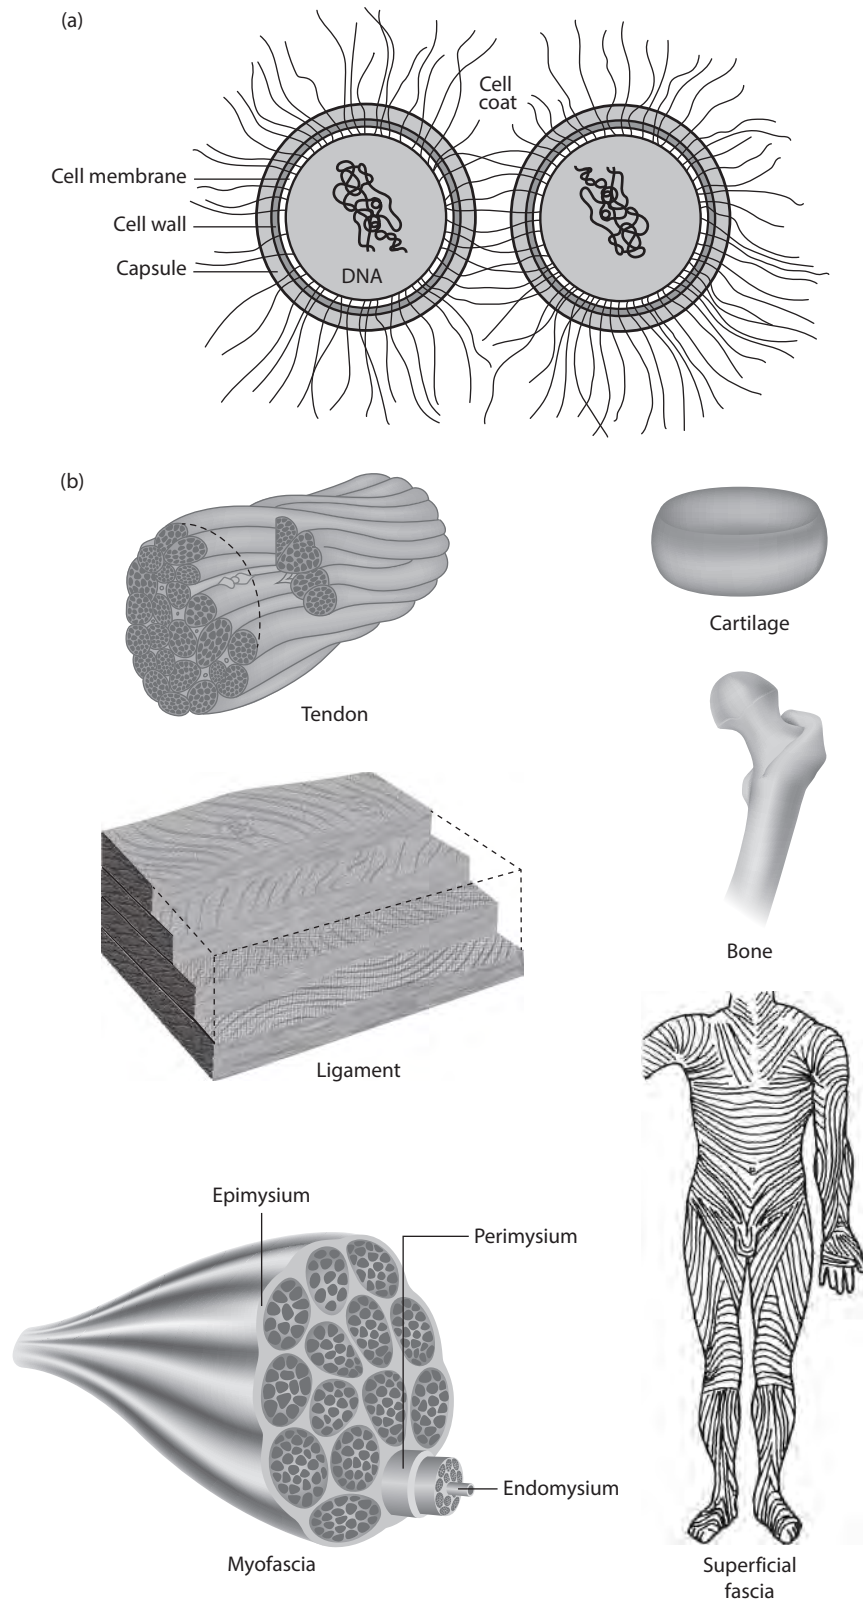 (a)
Cell
coat
Cell membrane
Cell wall
Capsule
DNA
(b)
Tendon
Cartilage
Bone
Ligament
Epimysium
Perimysium
Endomysium
Myofascia
Superficial
fascia